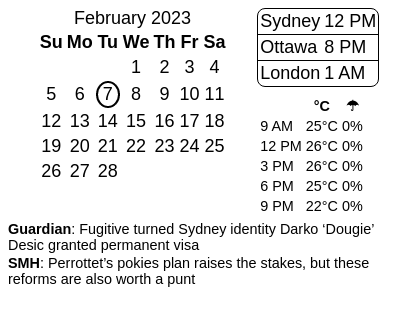 February 2023
Su Mo Tu We Th Fr Sa
1 2 3 4
5 6 7 8 9 10 11
12 13 14 15 16 17 18
19 20 21 22 23 24 25
26 27 28
Sydney 12 PM
Ottawa 8 PM
London 1 AM
°C ☂
9 AM 25°C 0%
12 PM 26°C 0%
3 PM 26°C 0%
6 PM 25°C 0%
9 PM 22°C 0%
Guardian: Fugitive turned Sydney identity Darko ‘Dougie’
Desic granted permanent visa
SMH: Perrottet's pokies plan raises the stakes, but these
reforms are also worth a punt